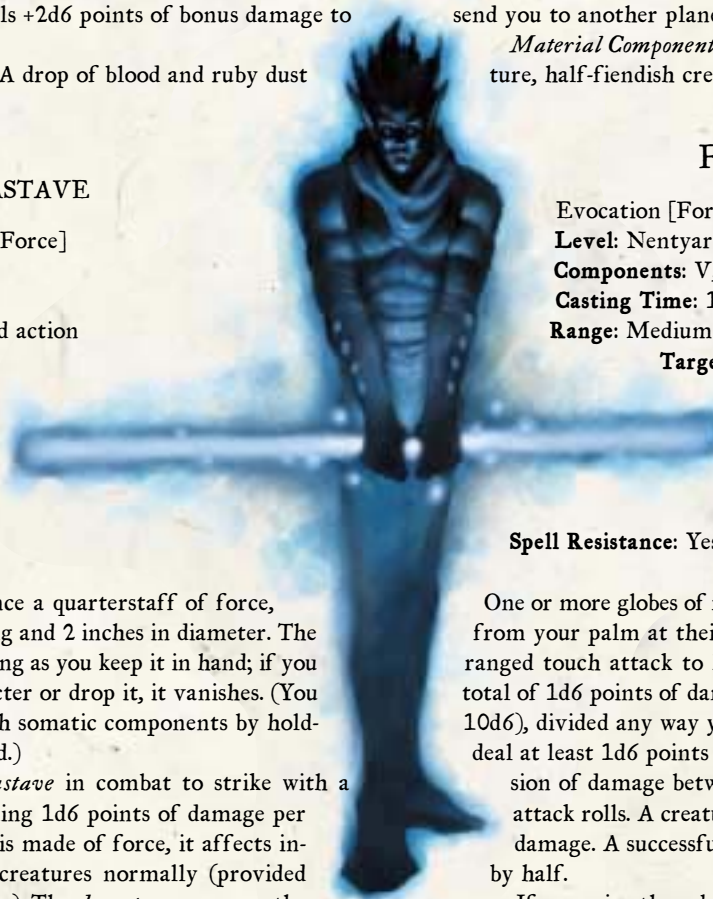 ls +2d6 points of bonus damage to
A drop of blood and ruby dust
ASTAVE
Force]
d action
nce a quarterstaff of force,
g and 2 inches in diameter. The
ng as you keep it in hand; if you
cter or drop it, it vanishes. (You
h somatic components by hold-
d.)
stave in combat to strike with a
ing 1d6 points of damage per
is made of force, it affects in-
creatures normally (provided
send you to another plane
Material Component
ture, half-fiendish cre
F
Evocation [For
Level: Nentyar
Components: V,
Casting Time: 1
Range: Medium
Targe
Spell Resistance: Yes
One or more globes of
from your palm at thei
ranged touch attack to
total of 1d6 points of da
10d6), divided any way y
deal at least 1d6 points
sion of damage betw
attack rolls. A creatu
damage. A successfu
by half.